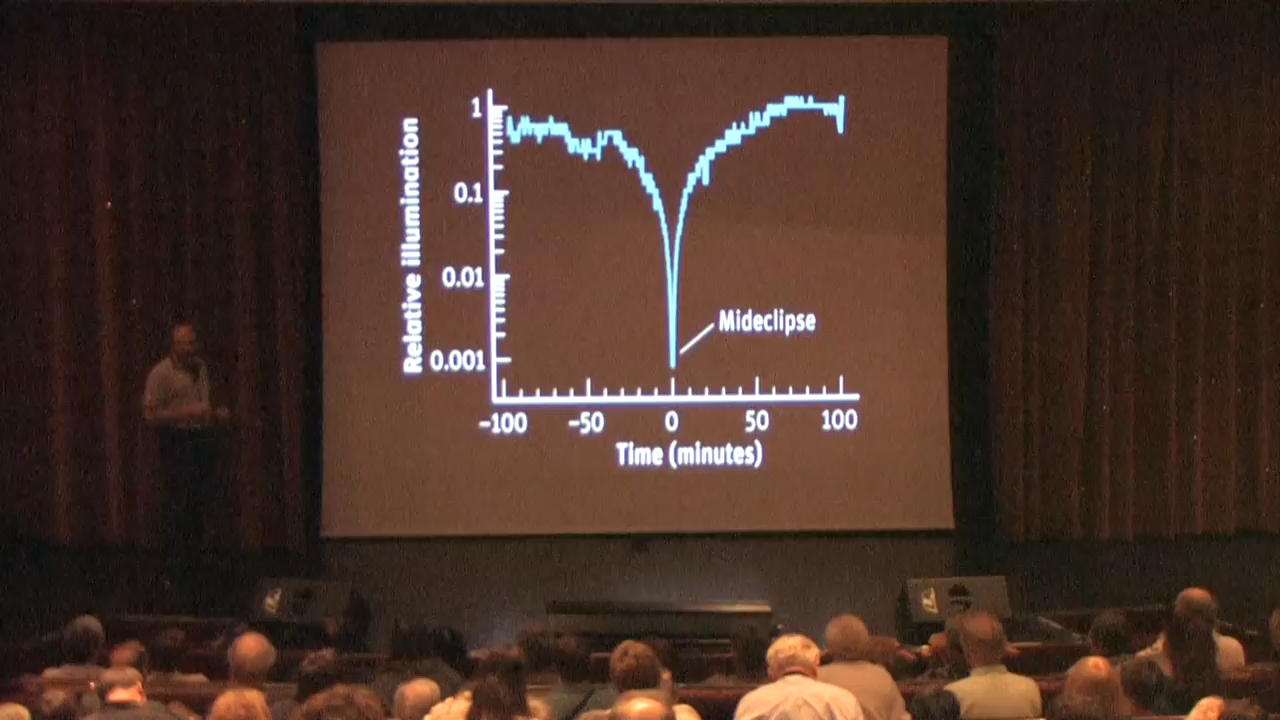 1
0.1
0.01
0.001
Relative illumination
Mideclipse
−100 −50 0 50 100
Time (minutes)